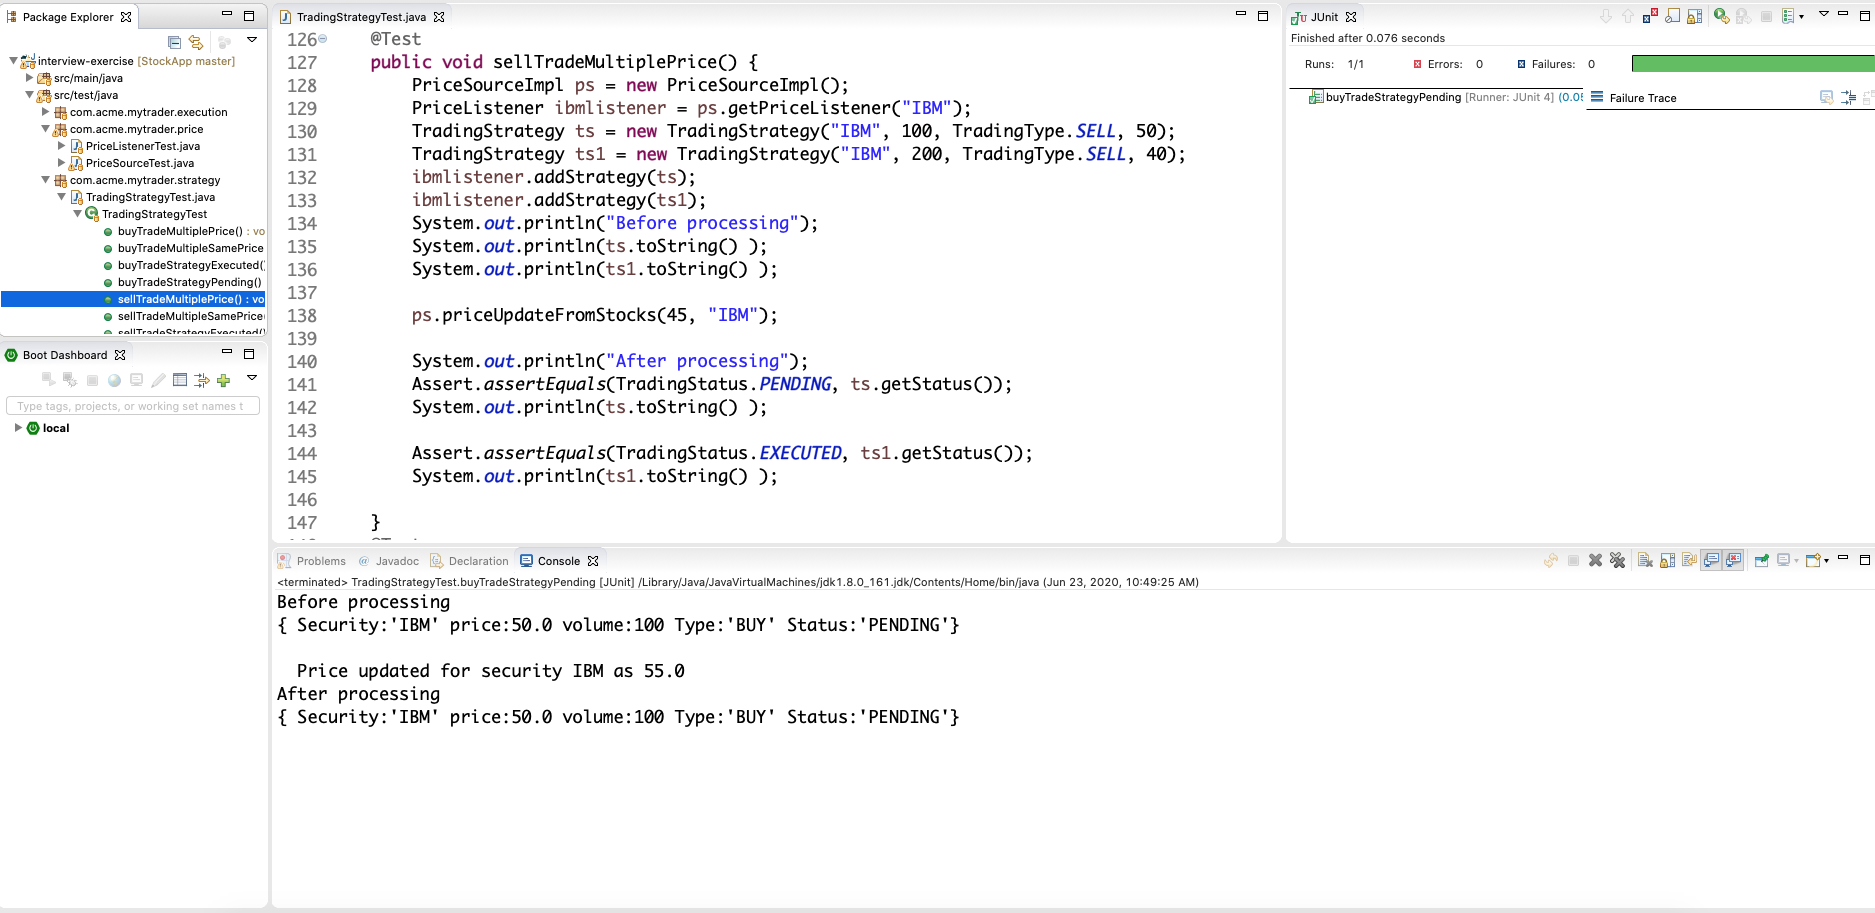 Package Explorer
interview-exercise [StockApp master]
src/main/java
src/test/java
com.acme.mytrader.execution
com.acme.mytrader.price
PriceListenerTest.java
PriceSourceTest.java
com.acme.mytrader.strategy
TradingStrategyTest.java
TradingStrategyTest
buyTradeMultiplePrice() : vo
buyTradeMultipleSamePrice
buyTradeStrategyExecuted()
buyTradeStrategyPending()
sellTradeMultiplePrice() : vo
sellTradeMultipleSamePrice
sellTradeStrategyExecuted()
Boot Dashboard
Type tags, projects, or working set names t
local
TradingStrategyTest.java
126 @Test
127 public void sellTradeMultiplePrice() {
128 PriceSourceImpl ps = new PriceSourceImpl();
129 PriceListener ibmlistener = ps.getPriceListener("IBM");
130 TradingStrategy ts = new TradingStrategy("IBM", 100, TradingType.SELL, 50);
131 TradingStrategy ts1 = new TradingStrategy("IBM", 200, TradingType.SELL, 40);
132 ibmlistener.addStrategy(ts);
133 ibmlistener.addStrategy(ts1);
134 System.out.println("Before processing");
135 System.out.println(ts.toString() );
136 System.out.println(ts1.toString() );
137
138 ps.priceUpdateFromStocks(45, "IBM");
139
140 System.out.println("After processing");
141 Assert.assertEquals(TradingStatus.PENDING, ts.getStatus());
142 System.out.println(ts.toString() );
143
144 Assert.assertEquals(TradingStatus.EXECUTED, ts1.getStatus());
145 System.out.println(ts1.toString() );
146
147 }
JUnit
Finished after 0.076 seconds
Runs: 1/1 Errors: 0 Failures: 0
buyTradeStrategyPending [Runner: JUnit 4] (0.05
Failure Trace
Problems @ Javadoc Declaration Console
<terminated> TradingStrategyTest.buyTradeStrategyPending [JUnit] /Library/Java/JavaVirtualMachines/jdk1.8.0_161.jdk/Contents/Home/bin/java (Jun 23, 2020, 10:49:25 AM)
Before processing
{ Security:'IBM' price:50.0 volume:100 Type:'BUY' Status:'PENDING'}
Price updated for security IBM as 55.0
After processing
{ Security:'IBM' price:50.0 volume:100 Type:'BUY' Status:'PENDING'}